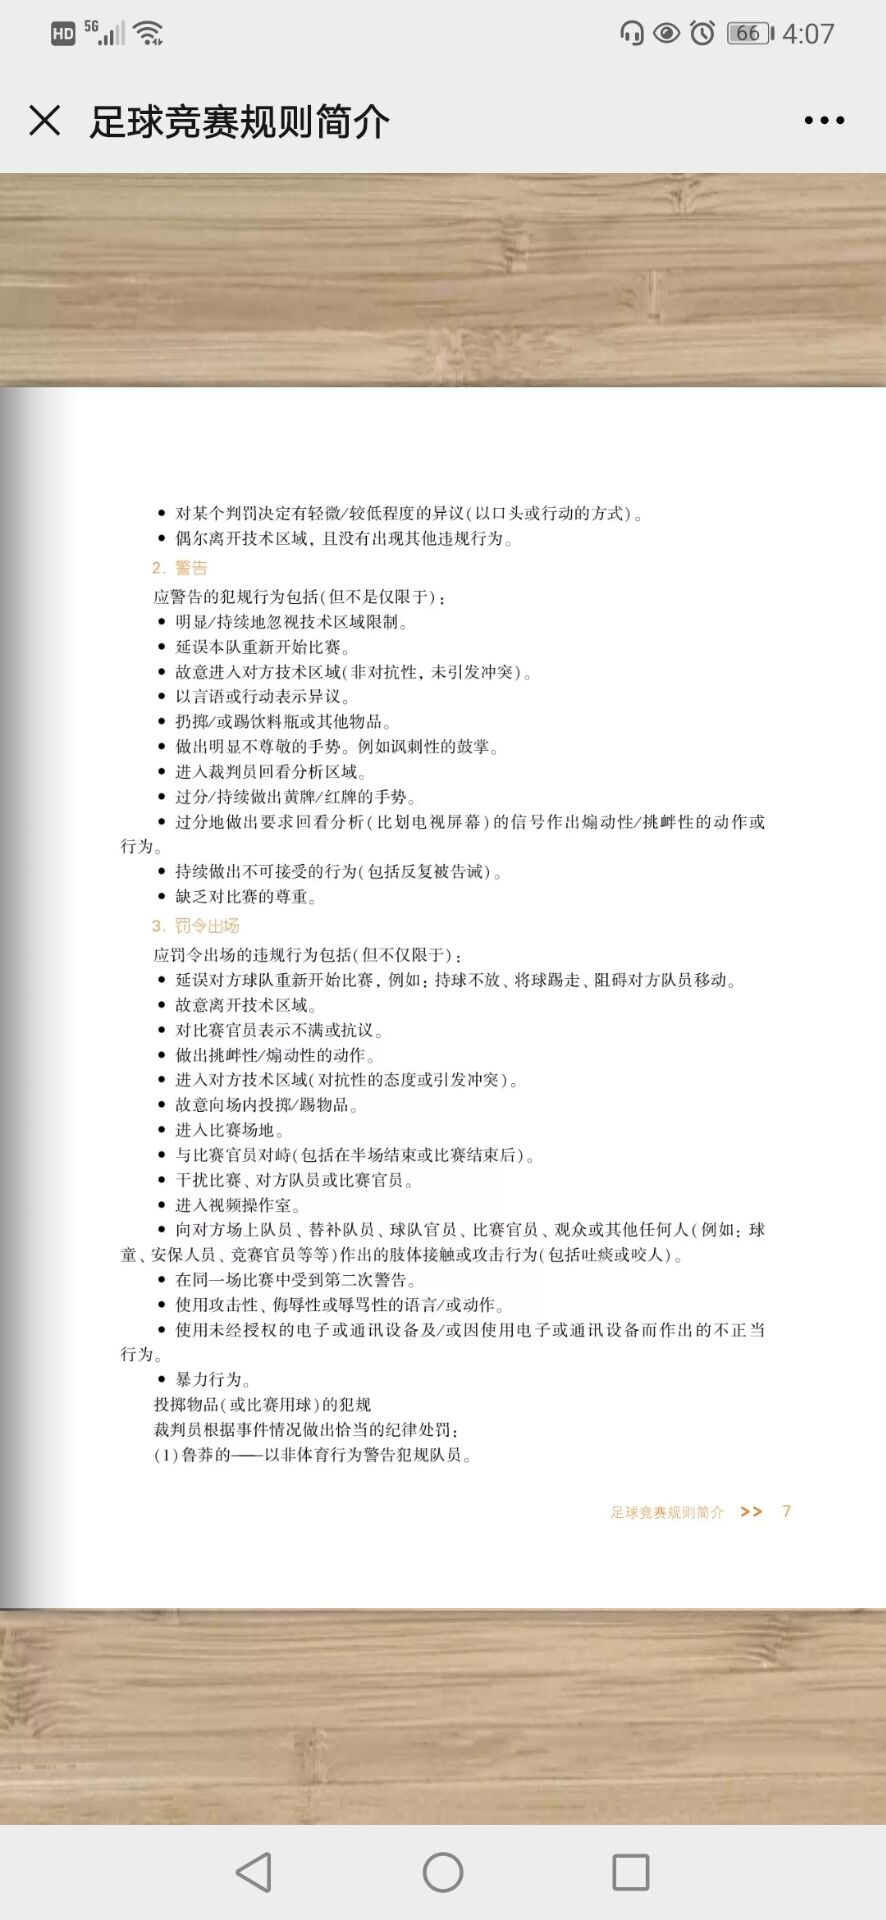 HD 5G 66 4:07
足球竞赛规则简介
• 对某个判罚决定有轻微/较低程度的异议(以口头或行动的方式)。
• 偶尔离开技术区域, 且没有出现其他违规行为。
2. 警告
应警告的犯规行为包括(但不是仅限于):
• 明显/持续地忽视技术区域限制。
• 延误本队重新开始比赛。
• 故意进入对方技术区域(非对抗性, 未引发冲突)。
• 以言语或行动表示异议。
• 扔掷/或踢饮料瓶或其他物品。
• 做出明显不尊敬的手势。例如讽刺性的鼓掌。
• 进入裁判员回看分析区域。
• 过分/持续做出黄牌/红牌的手势。
• 过分地做出要求回看分析(比划电视屏幕)的信号作出煽动性/挑衅性的动作或
行为。
• 持续做出不可接受的行为(包括反复被告诫)。
• 缺乏对比赛的尊重。
3. 罚令出场
应罚令出场的违规行为包括(但不仅限于):
• 延误对方球队重新开始比赛, 例如: 持球不放、将球踢走、阻碍对方队员移动。
• 故意离开技术区域。
• 对比赛官员表示不满或抗议。
• 做出挑衅性/煽动性的动作。
• 进入对方技术区域(对抗性的态度或引发冲突)。
• 故意向场内投掷/踢物品。
• 进入比赛场地。
• 与比赛官员对峙(包括在半场结束或比赛结束后)。
• 干扰比赛、对方队员或比赛官员。
• 进入视频操作室。
• 向对方场上队员、替补队员、球队官员、比赛官员、观众或其他任何人(例如: 球
童、安保人员、竞赛官员等等)作出的肢体接触或攻击行为(包括吐痰或咬人)。
• 在同一场比赛中受到第二次警告。
• 使用攻击性、侮辱性或辱骂性的语言/或动作。
• 使用未经授权的电子或通讯设备及/或因使用电子或通讯设备而作出的不正当
行为。
• 暴力行为。
投掷物品(或比赛用球)的犯规
裁判员根据事件情况做出恰当的纪律处罚:
(1)鲁莽的——以非体育行为警告犯规队员。
足球竞赛规则简介 >> 7